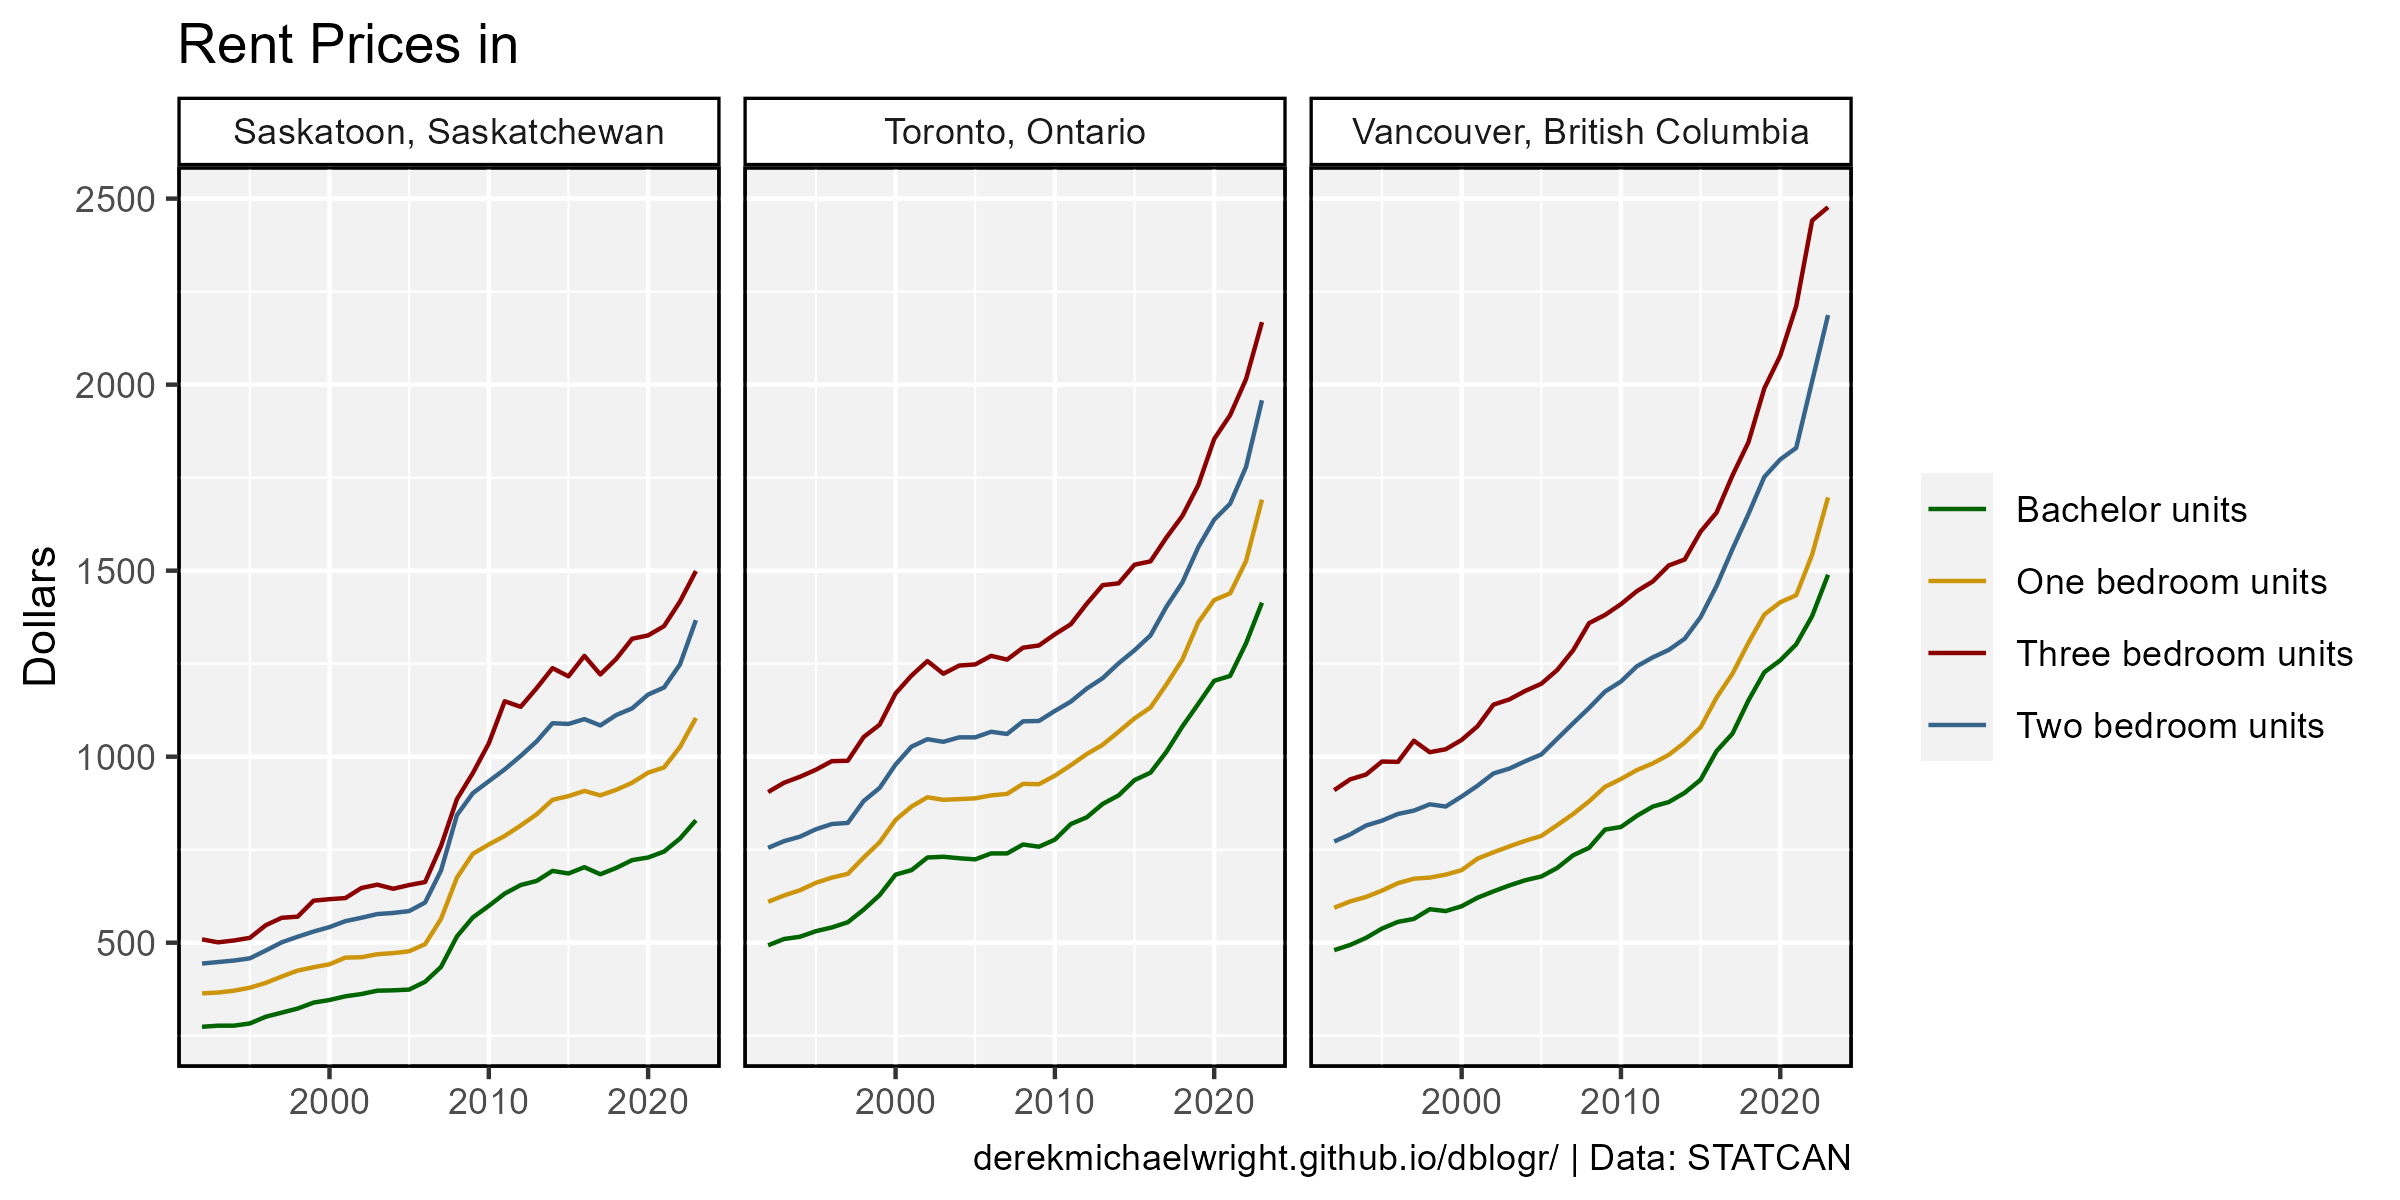 Rent Prices in
Saskatoon, Saskatchewan
Toronto, Ontario
Vancouver, British Columbia
Dollars
2500
2000
1500
1000
500
2000 2010 2020
2000 2010 2020
2000 2010 2020
Bachelor units
One bedroom units
Three bedroom units
Two bedroom units
derekmichaelwright.github.io/dblogr/ | Data: STATCAN